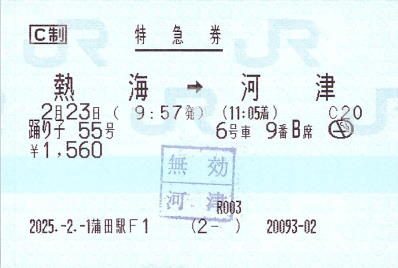 C制 特急券
熱海 → 河津
2月23日 ( 9:57発) (11:05着) C20
踊り子 55号 6号車 9番B席
¥1,560
無効
河津
R003
2025.-2.-1蒲田駅F1 (2- ) 20093-02